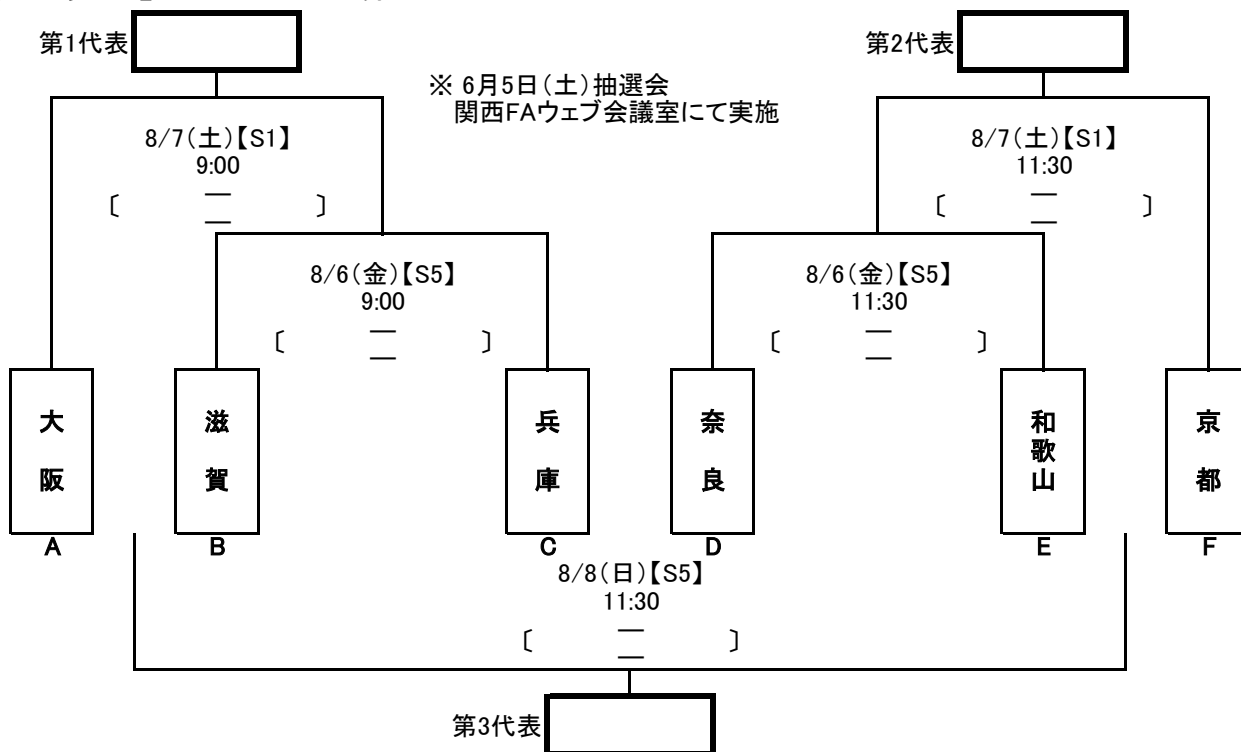 第1代表
第2代表
※ 6月5日(土)抽選会
関西FAウェブ会議室にて実施
8/7(土)【S1】
9:00
〔 — — 〕
8/7(土)【S1】
11:30
〔 — — 〕
8/6(金)【S5】
9:00
〔 — — 〕
8/6(金)【S5】
11:30
〔 — — 〕
大阪
滋賀
兵庫
奈良
和歌山
京都
A
B
C
D
E
F
8/8(日)【S5】
11:30
〔 — — 〕
第3代表